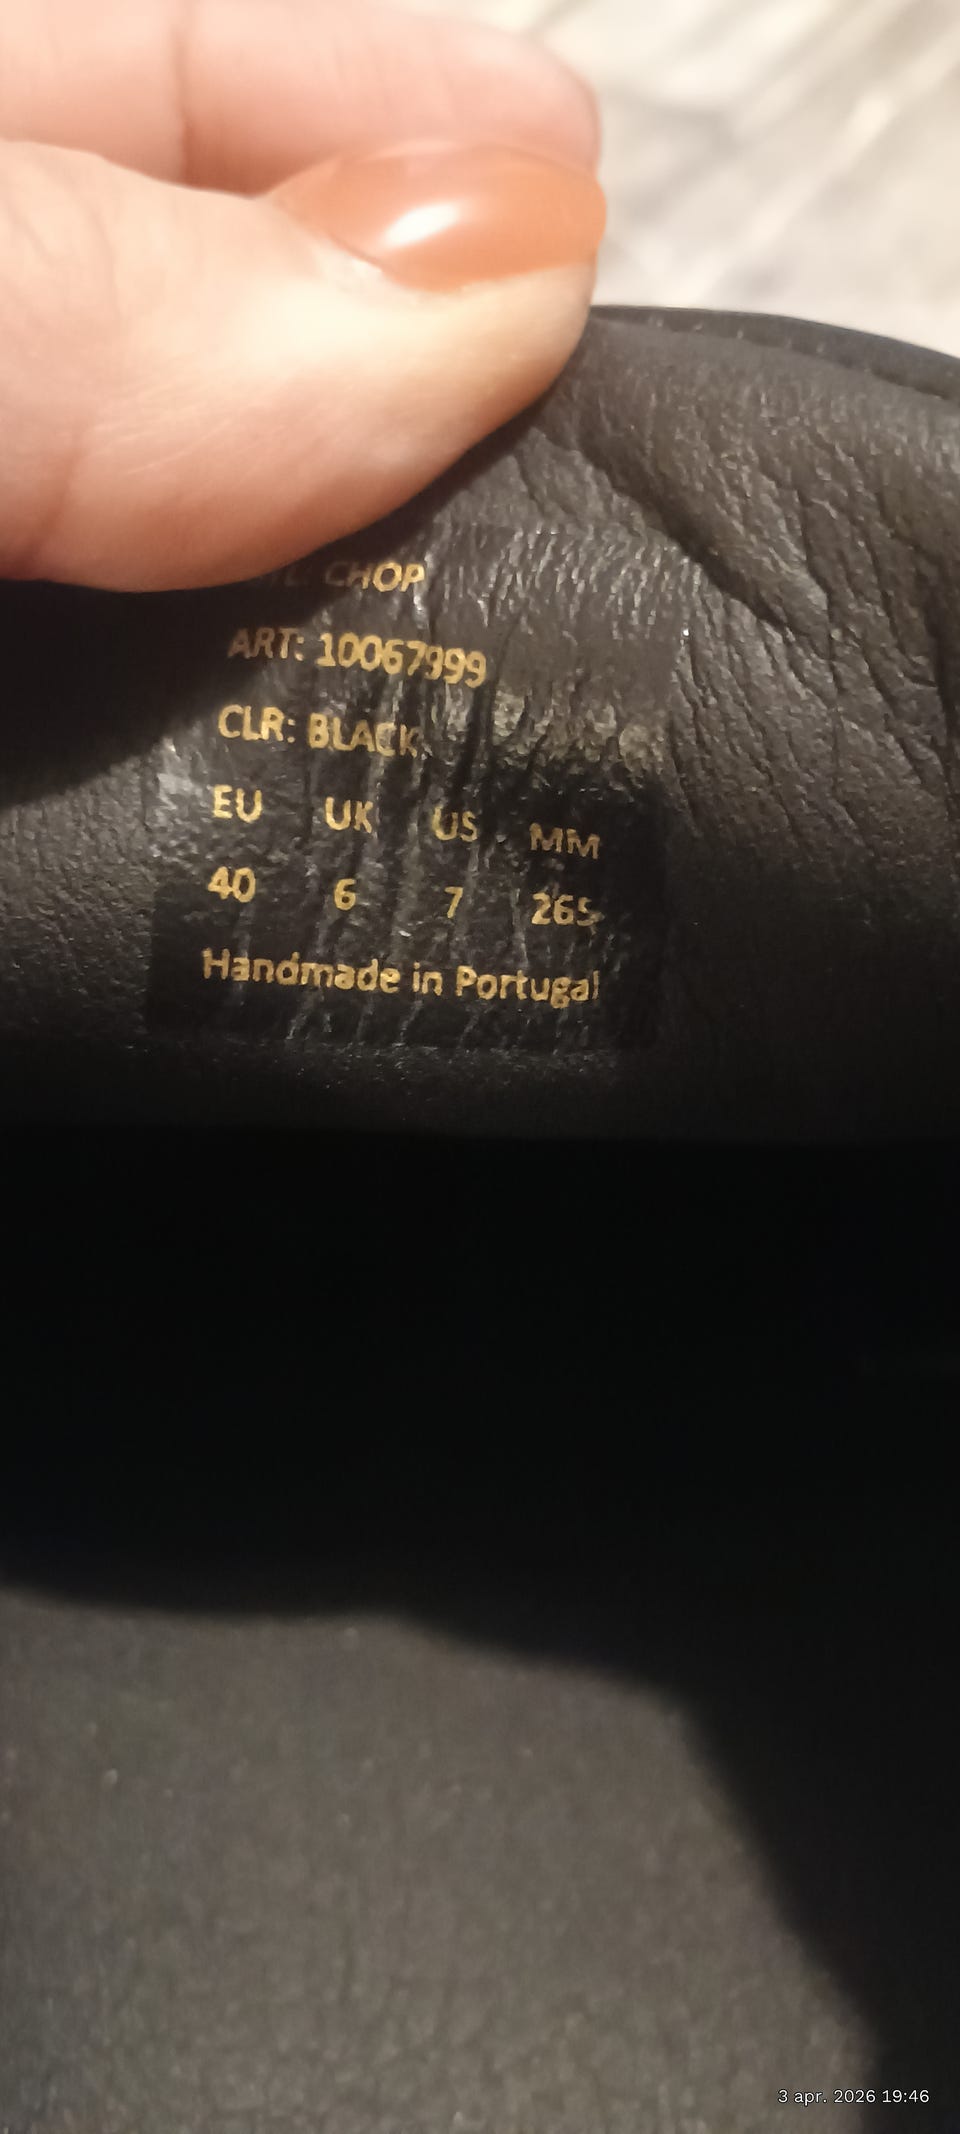 CHOP
ART: 10067999
CLR: BLACK
EU UK US MM
40 6 7 265
Handmade in Portugal
3 apr. 2026 19:46